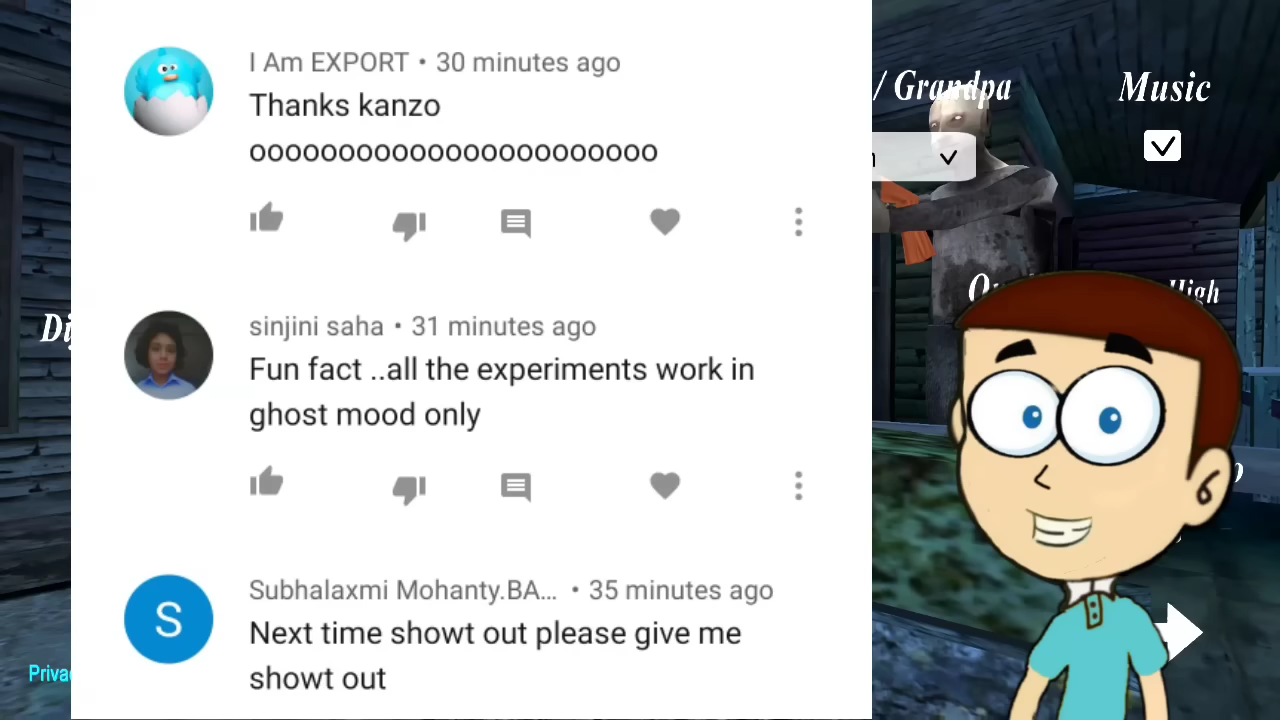 I Am EXPORT • 30 minutes ago
Thanks kanzo
ooooooooooooooooooooooo
sinjini saha • 31 minutes ago
Fun fact ..all the experiments work in
ghost mood only
S
Subhalaxmi Mohanty.BA... • 35 minutes ago
Next time showt out please give me
showt out
/ Grandpa
Music
High